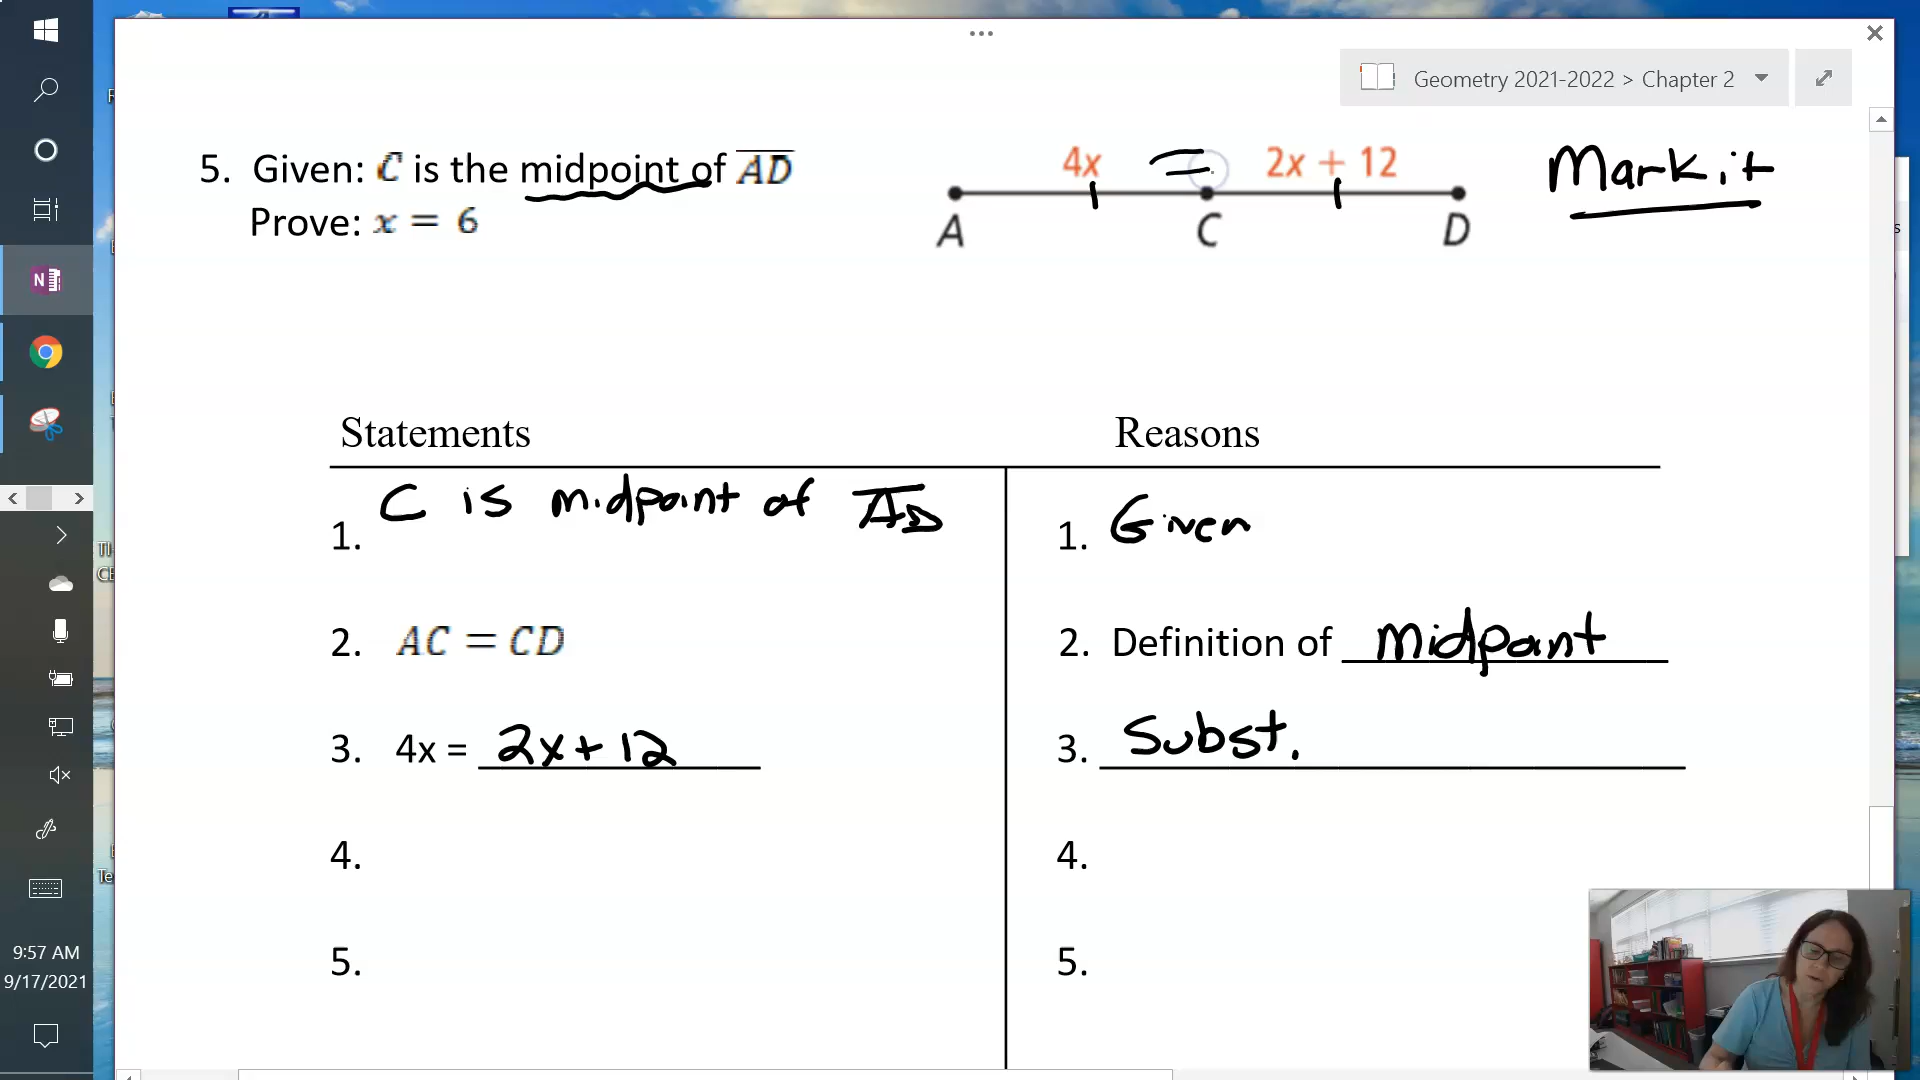 Geometry 2021-2022 > Chapter 2
5. Given: C is the midpoint of AD
Prove: x = 6
4x = 2x + 12
A C D
Mark it
Statements Reasons
1. C is midpoint of AD 1. Given
2. AC = CD 2. Definition of midpoint
3. 4x = 2x+12 3. Subst.
4. 4.
5. 5.
9:57 AM
9/17/2021